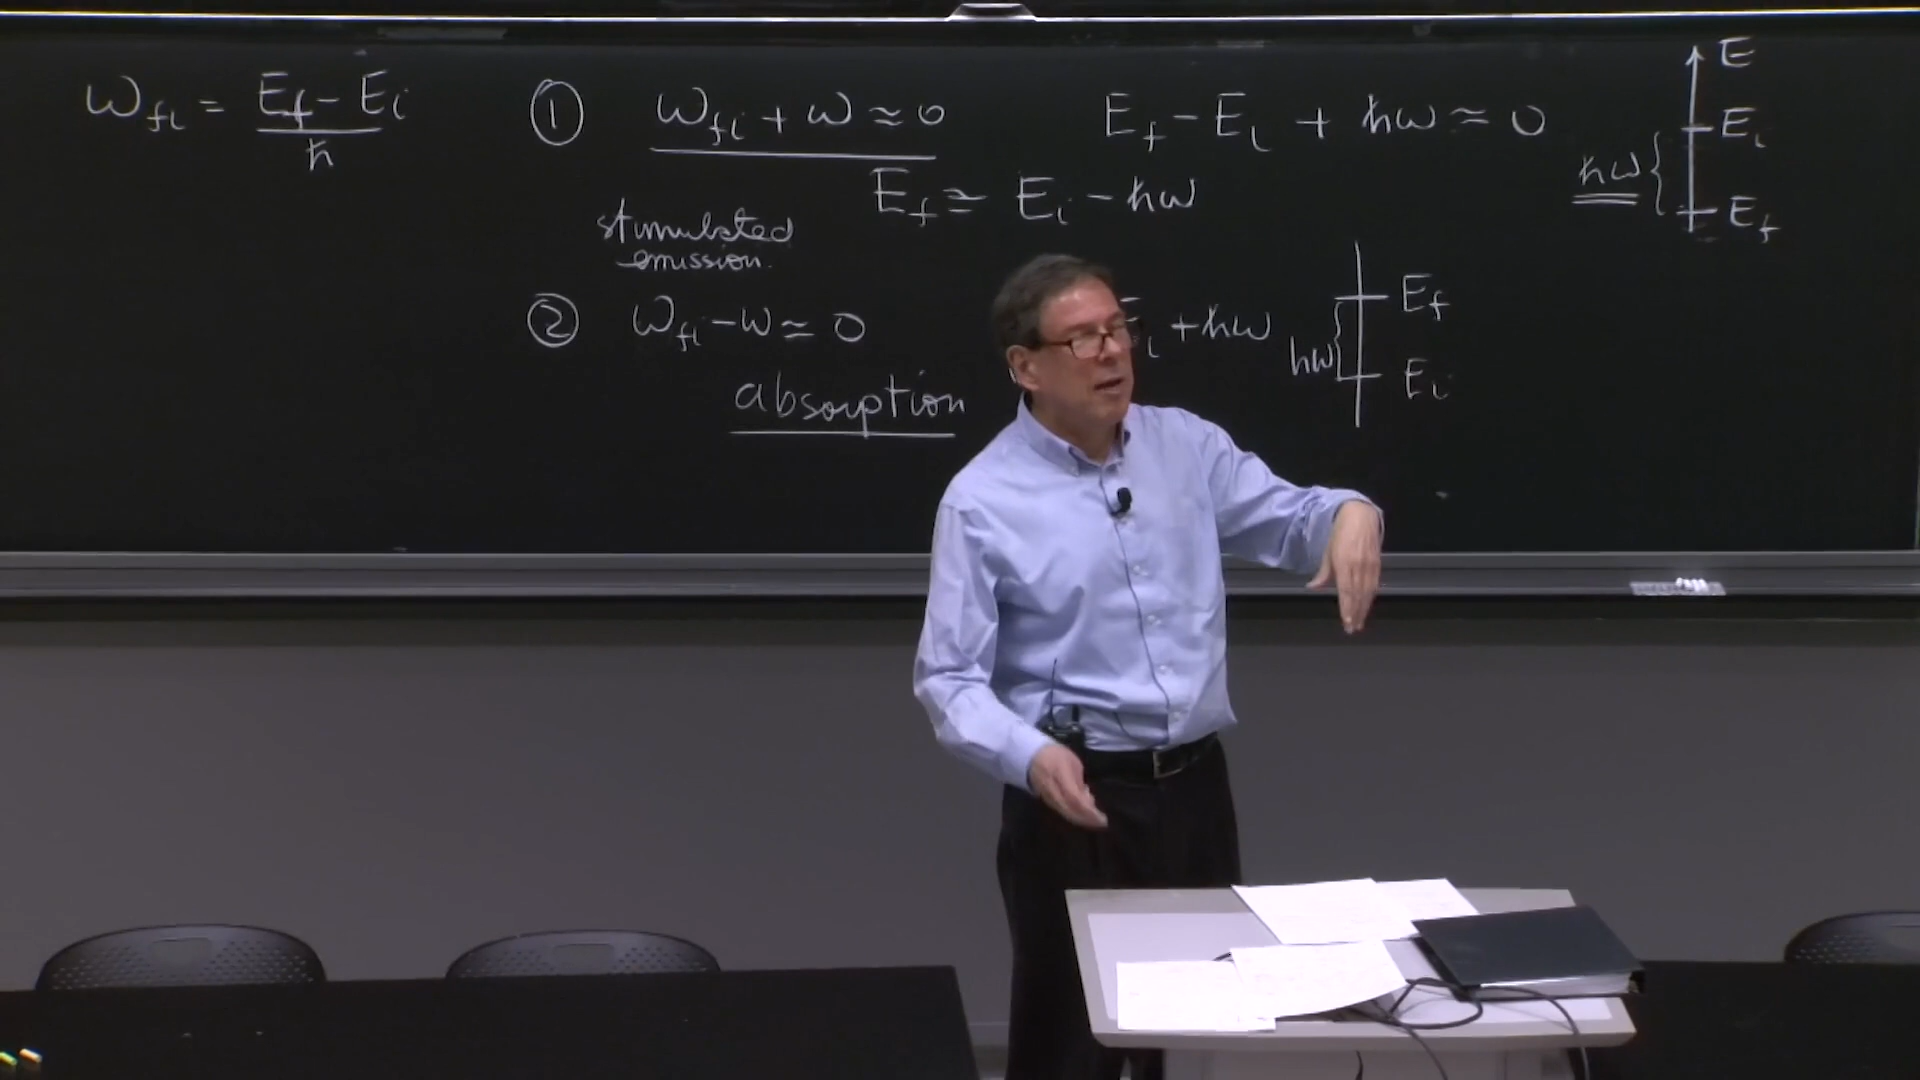 ω_fi = (E_f − E_i)/ħ
① ω_fi + ω ≈ 0   E_f − E_i + ħω ≈ 0
E_f ≃ E_i − ħω
stimulated
emission.
② ω_fi − ω ≃ 0   E_i + ħω
absorption
E
E_i
ħω
E_f
E_f
ħω
E_i